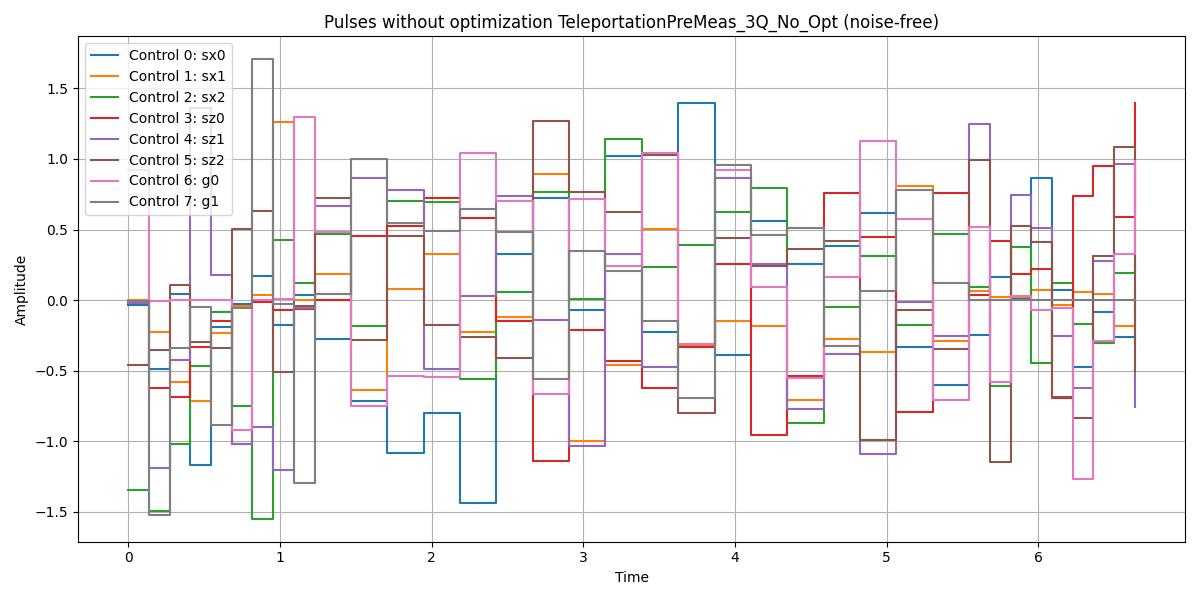 Pulses without optimization TeleportationPreMeas_3Q_No_Opt (noise-free)
Control 0: sx0
Control 1: sx1
Control 2: sx2
Control 3: sz0
Control 4: sz1
Control 5: sz2
Control 6: g0
Control 7: g1
Amplitude
1.5
1.0
0.5
0.0
−0.5
−1.0
−1.5
0 1 2 3 4 5 6
Time